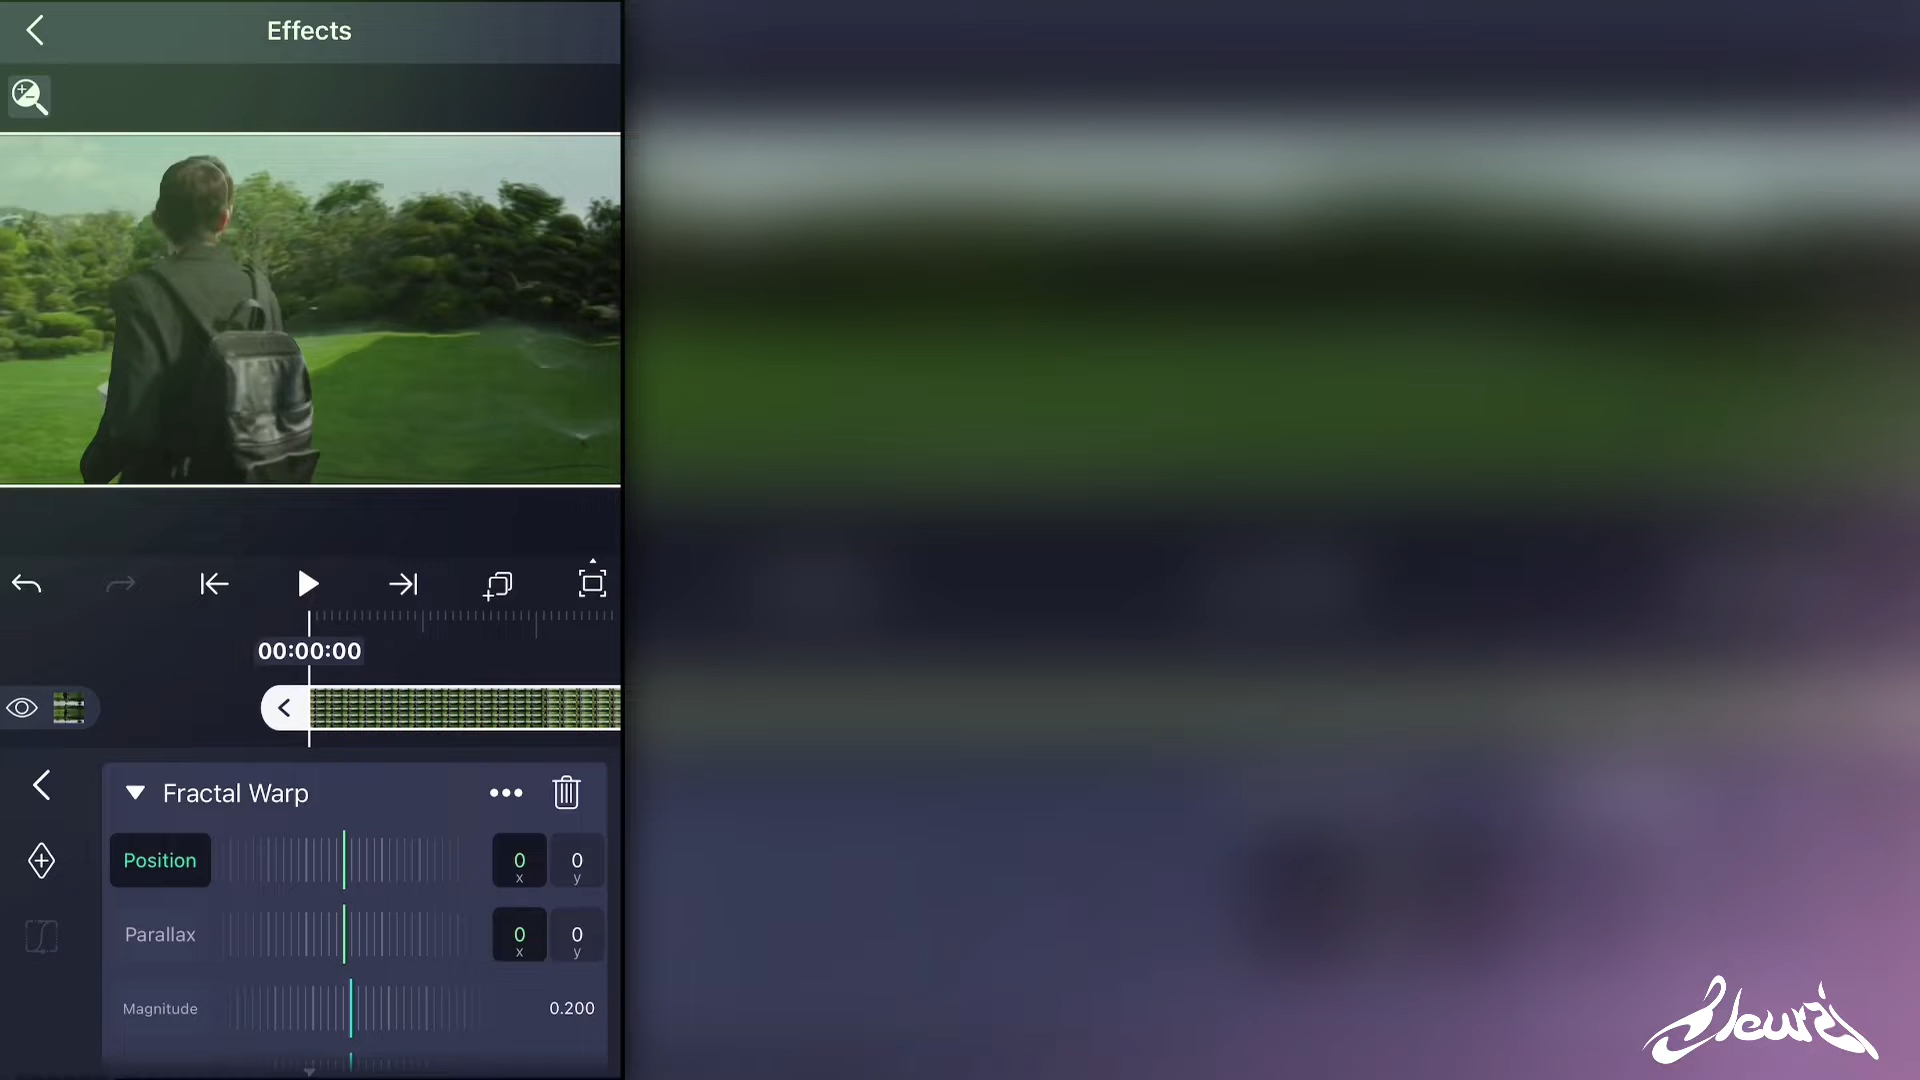 Effects
00:00:00
Fractal Warp
Position 0 x 0 y
Parallax 0 x 0 y
Magnitude 0.200